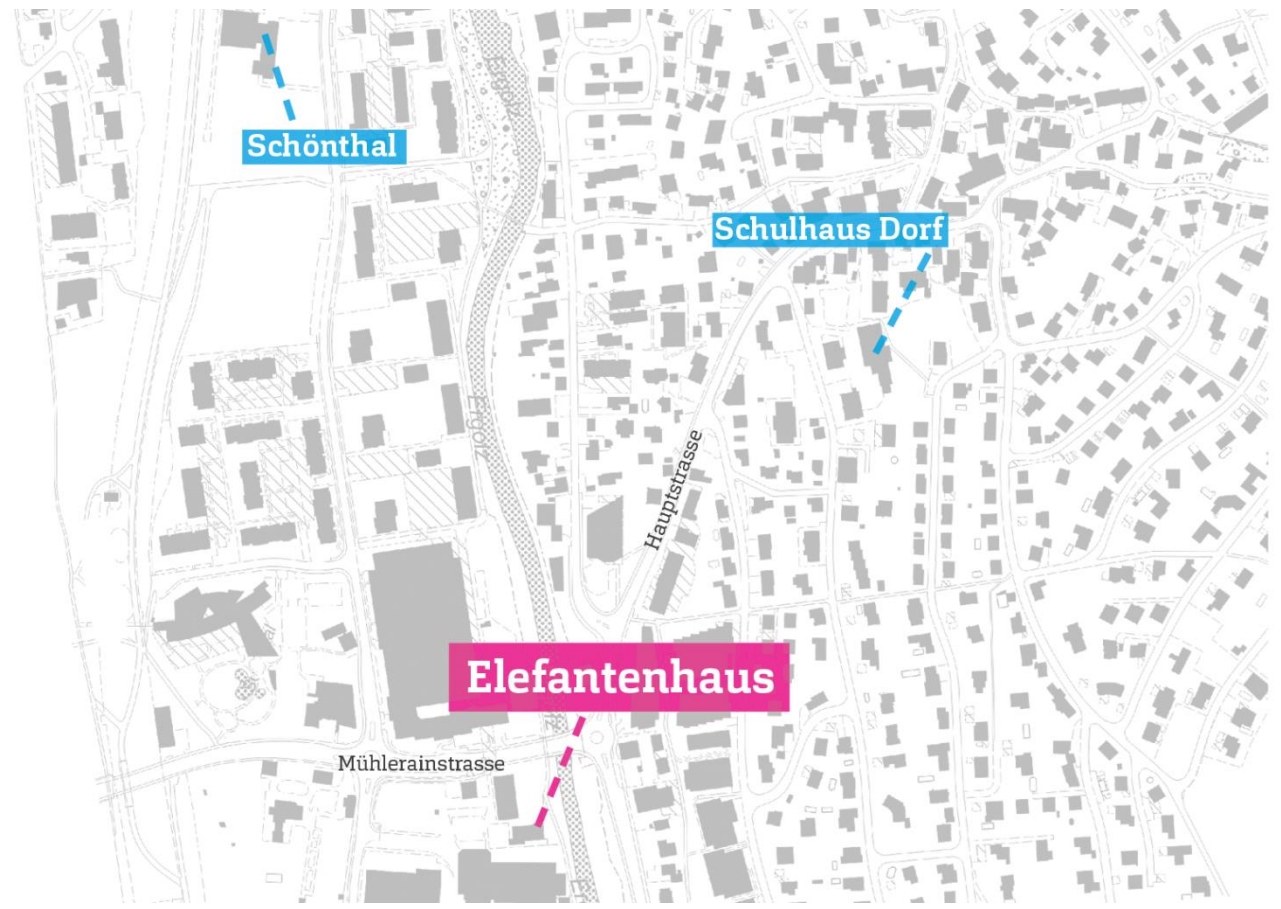 Ergolz
Schönthal
Schulhaus Dorf
Ergolz
Hauptstrasse
Elefantenhaus
Mühlerainstrasse